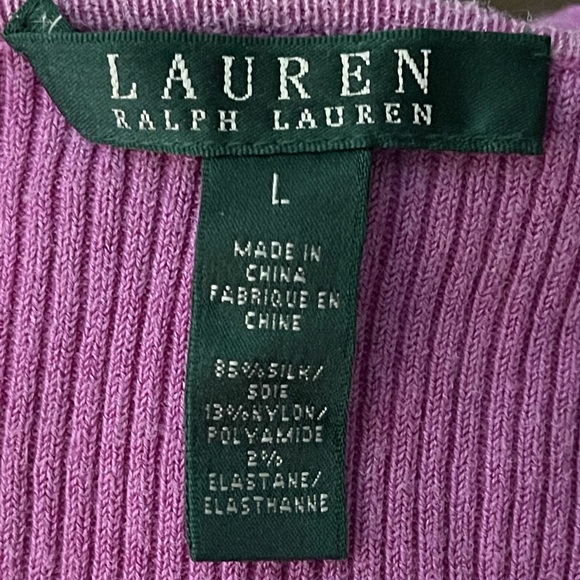 LAUREN
RALPH LAUREN
L
MADE IN
CHINA
FABRIQUE EN
CHINE
85%SILK/
SOIE
13%NYLON/
POLYAMIDE
2%
ELASTANE/
ELASTHANNE